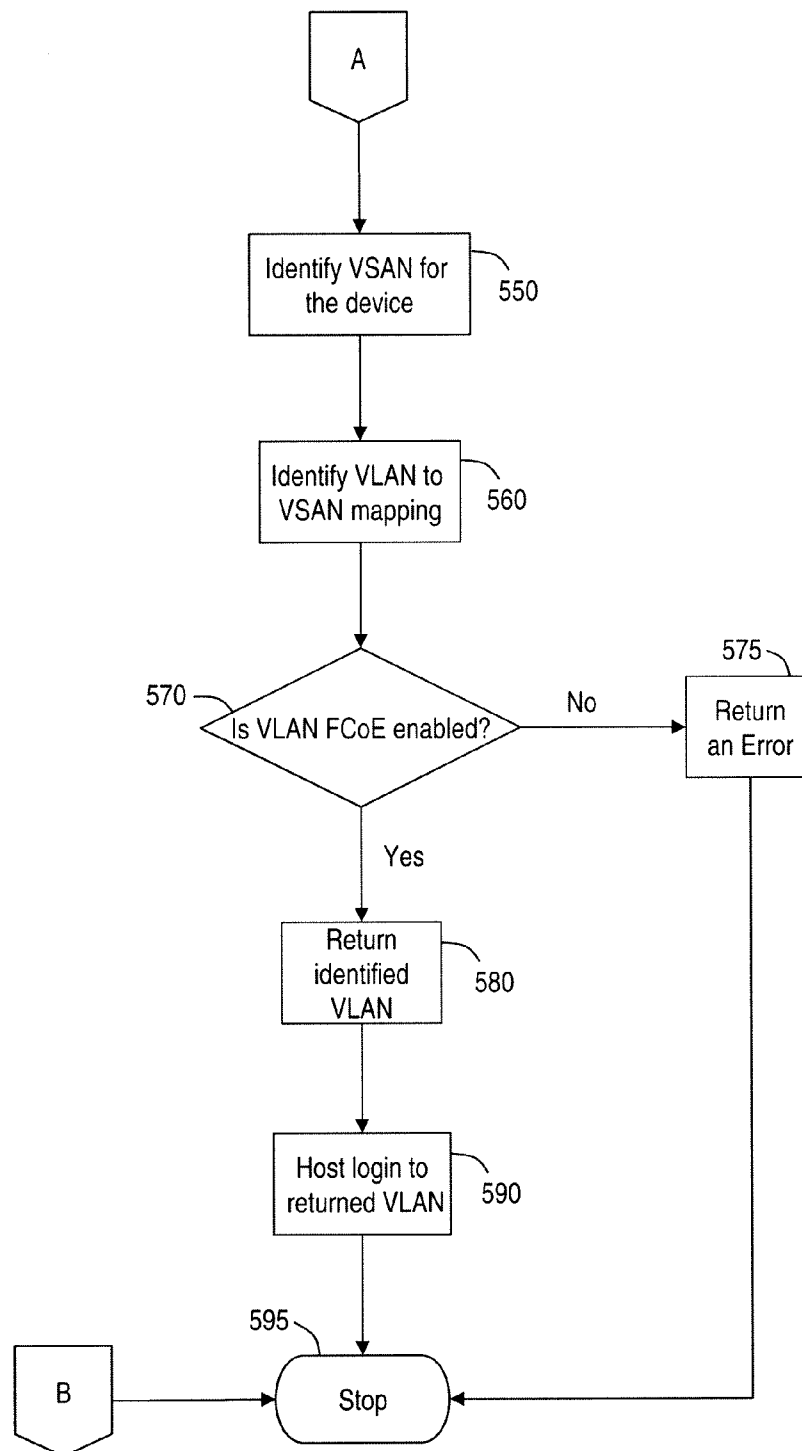 A
Identify VSAN for
the device
550
Identify VLAN to
VSAN mapping
560
570
Is VLAN FCoE enabled?
No
575
Return
an Error
Yes
Return
identified
VLAN
580
Host login to
returned VLAN
590
595
B
Stop